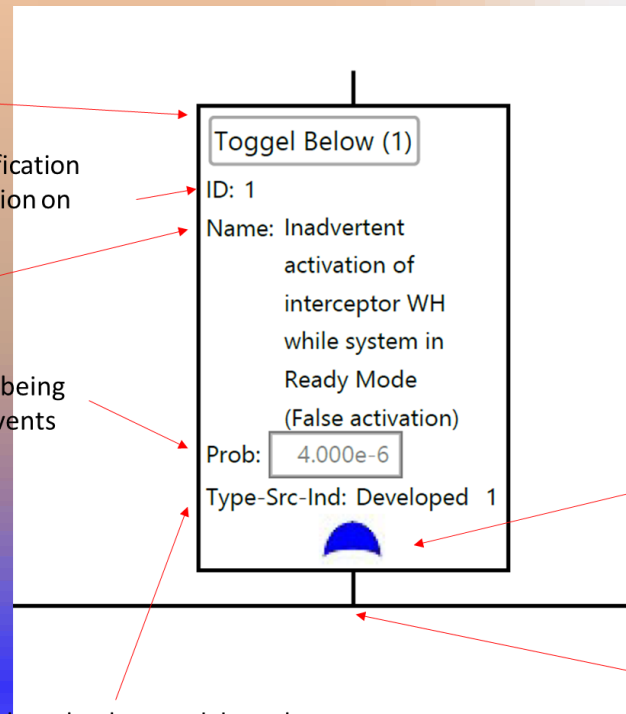 Toggel Below (1)
fication
ID: 1
ion on
Name: Inadvertent
activation of
interceptor WH
while system in
Ready Mode
(False activation)
being
vents
Prob: 4.000e-6
Type-Src-Ind: Developed 1